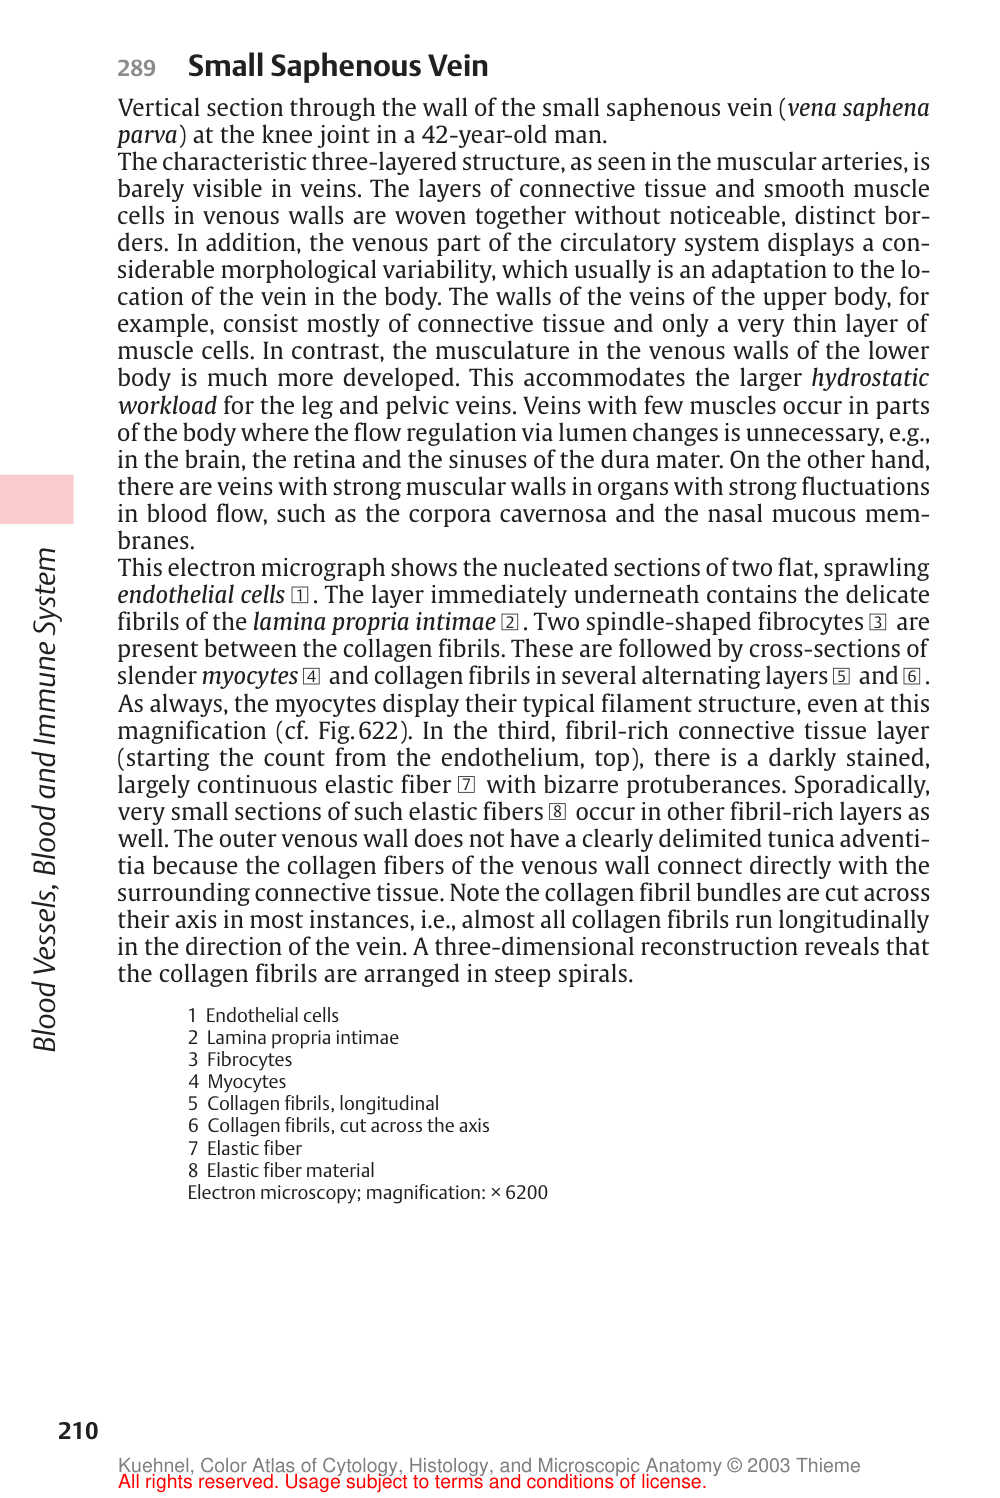 289 Small Saphenous Vein
Vertical section through the wall of the small saphenous vein (vena saphena
parva) at the knee joint in a 42-year-old man.
The characteristic three-layered structure, as seen in the muscular arteries, is
barely visible in veins. The layers of connective tissue and smooth muscle
cells in venous walls are woven together without noticeable, distinct bor-
ders. In addition, the venous part of the circulatory system displays a con-
siderable morphological variability, which usually is an adaptation to the lo-
cation of the vein in the body. The walls of the veins of the upper body, for
example, consist mostly of connective tissue and only a very thin layer of
muscle cells. In contrast, the musculature in the venous walls of the lower
body is much more developed. This accommodates the larger hydrostatic
workload for the leg and pelvic veins. Veins with few muscles occur in parts
of the body where the flow regulation via lumen changes is unnecessary, e.g.,
in the brain, the retina and the sinuses of the dura mater. On the other hand,
there are veins with strong muscular walls in organs with strong fluctuations
in blood flow, such as the corpora cavernosa and the nasal mucous mem-
branes.
This electron micrograph shows the nucleated sections of two flat, sprawling
endothelial cells 1. The layer immediately underneath contains the delicate
fibrils of the lamina propria intimae 2. Two spindle-shaped fibrocytes 3 are
present between the collagen fibrils. These are followed by cross-sections of
slender myocytes 4 and collagen fibrils in several alternating layers 5 and 6.
As always, the myocytes display their typical filament structure, even at this
magnification (cf. Fig. 622). In the third, fibril-rich connective tissue layer
(starting the count from the endothelium, top), there is a darkly stained,
largely continuous elastic fiber 7 with bizarre protuberances. Sporadically,
very small sections of such elastic fibers 8 occur in other fibril-rich layers as
well. The outer venous wall does not have a clearly delimited tunica adventi-
tia because the collagen fibers of the venous wall connect directly with the
surrounding connective tissue. Note the collagen fibril bundles are cut across
their axis in most instances, i.e., almost all collagen fibrils run longitudinally
in the direction of the vein. A three-dimensional reconstruction reveals that
the collagen fibrils are arranged in steep spirals.
1 Endothelial cells
2 Lamina propria intimae
3 Fibrocytes
4 Myocytes
5 Collagen fibrils, longitudinal
6 Collagen fibrils, cut across the axis
7 Elastic fiber
8 Elastic fiber material
Electron microscopy; magnification: × 6200
Blood Vessels, Blood and Immune System
210
Kuehnel, Color Atlas of Cytology, Histology, and Microscopic Anatomy © 2003 Thieme
All rights reserved. Usage subject to terms and conditions of license.